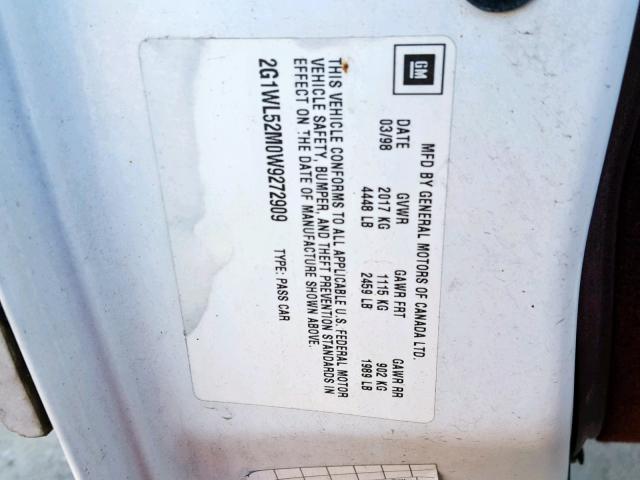 GM
MFD BY GENERAL MOTORS OF CANADA LTD.
DATE GVWR GAWR FRT GAWR RR
03/98 2017 KG 1115 KG 902 KG
4448 LB 2459 LB 1989 LB
THIS VEHICLE CONFORMS TO ALL APPLICABLE U.S. FEDERAL MOTOR
VEHICLE SAFETY, BUMPER, AND THEFT PREVENTION STANDARDS IN
EFFECT ON THE DATE OF MANUFACTURE SHOWN ABOVE.
2G1WL52M0W9272909 TYPE: PASS CAR